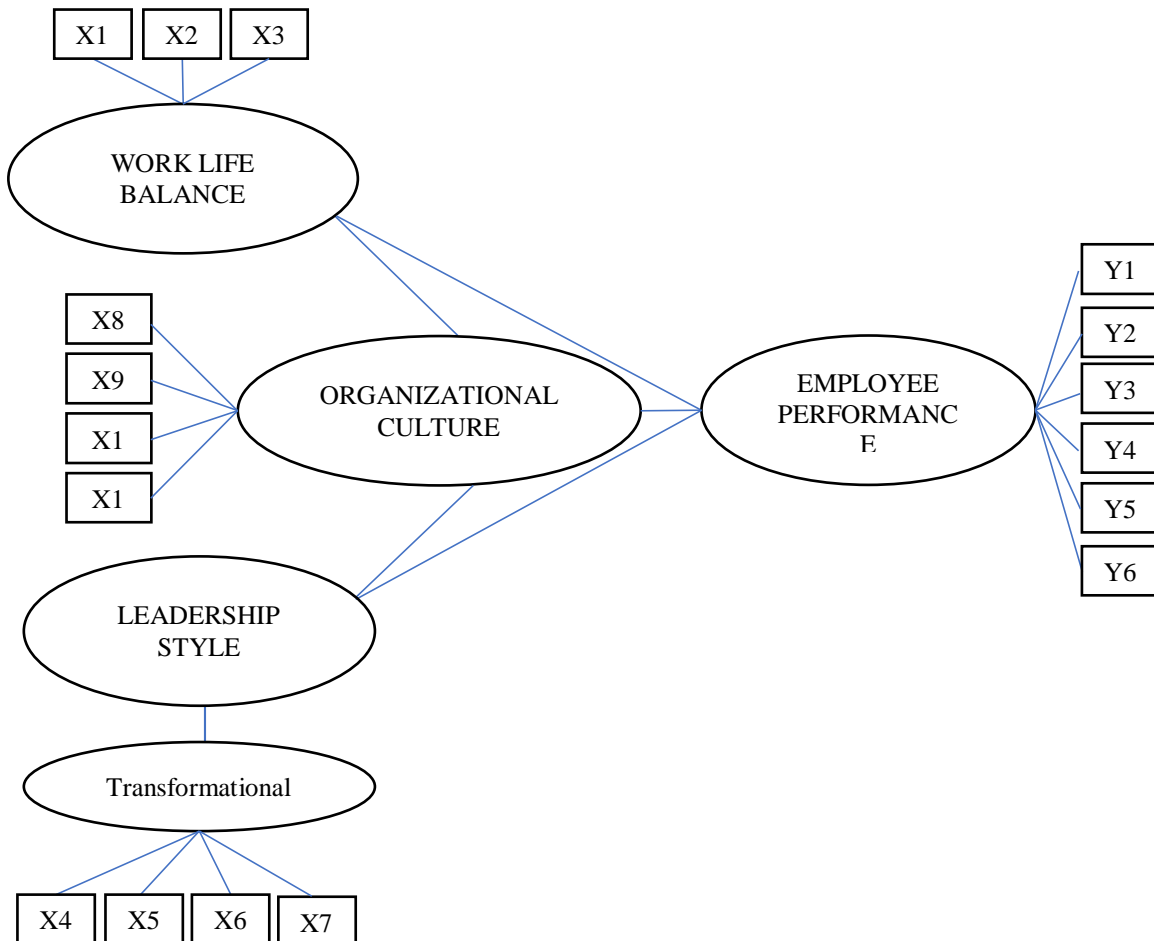 X1
X2
X3
WORK LIFE
BALANCE
X8
X9
X1
X1
ORGANIZATIONAL
CULTURE
EMPLOYEE
PERFORMANC
E
Y1
Y2
Y3
Y4
Y5
Y6
LEADERSHIP
STYLE
Transformational
X4
X5
X6
X7